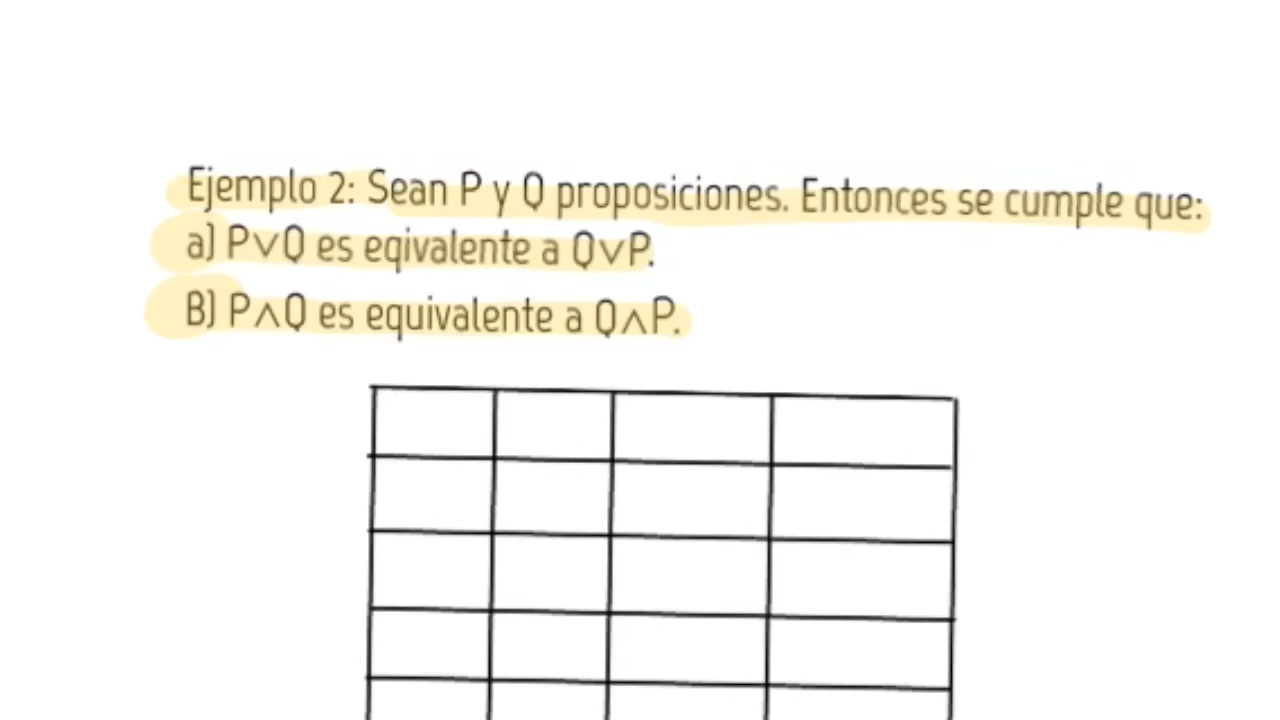 Ejemplo 2: Sean P y Q proposiciones. Entonces se cumple que:
a) P∨Q es eqivalente a Q∨P.
B) P∧Q es equivalente a Q∧P.